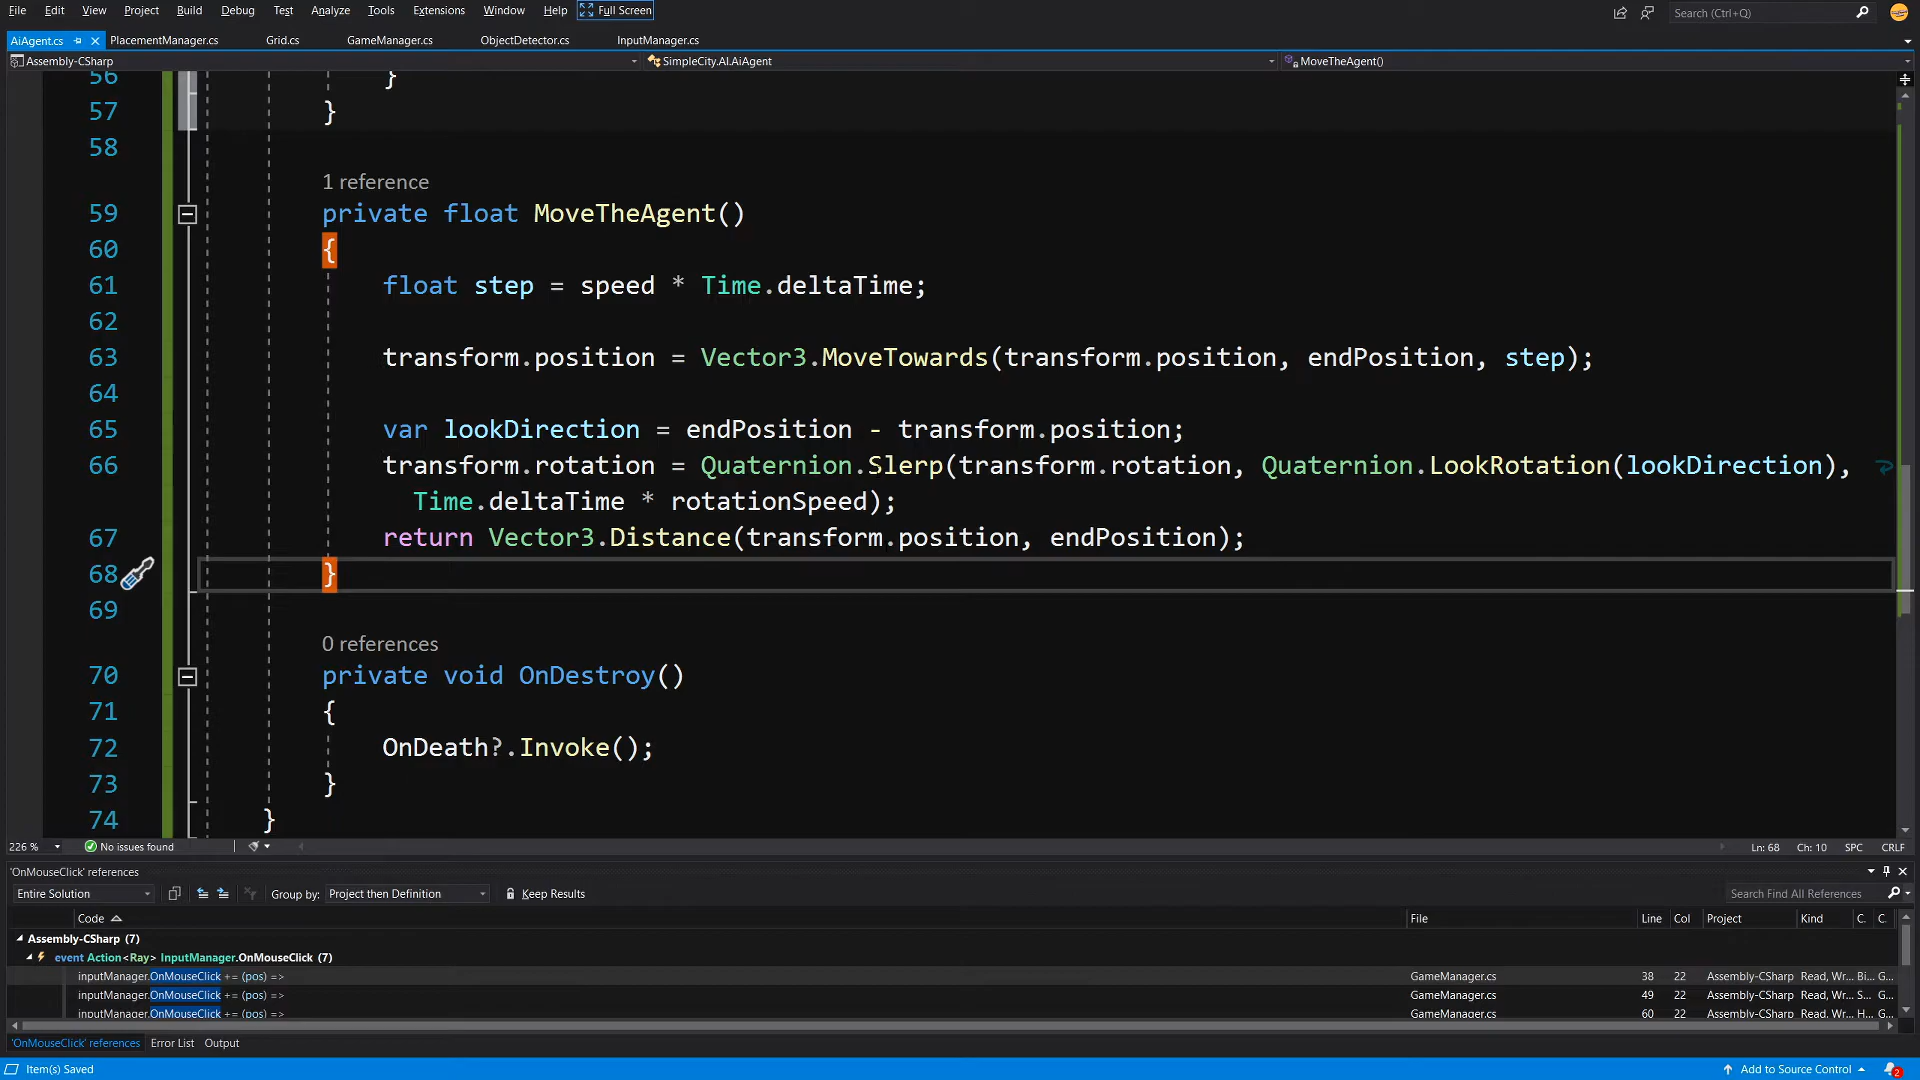 File Edit View Project Build Debug Test Analyze Tools Extensions Window Help Full Screen Search (Ctrl+Q)
AiAgent.cs PlacementManager.cs Grid.cs GameManager.cs ObjectDetector.cs InputManager.cs
Assembly-CSharp SimpleCity.AI.AiAgent MoveTheAgent()
56 }
57 }
58
1 reference
59 private float MoveTheAgent()
60 {
61 float step = speed * Time.deltaTime;
62
63 transform.position = Vector3.MoveTowards(transform.position, endPosition, step);
64
65 var lookDirection = endPosition - transform.position;
66 transform.rotation = Quaternion.Slerp(transform.rotation, Quaternion.LookRotation(lookDirection),
Time.deltaTime * rotationSpeed);
67 return Vector3.Distance(transform.position, endPosition);
68 }
69
0 references
70 private void OnDestroy()
71 {
72 OnDeath?.Invoke();
73 }
74 }
226 % No issues found Ln: 68 Ch: 10 SPC CRLF
'OnMouseClick' references
Entire Solution Group by: Project then Definition Keep Results Search Find All References
Code File Line Col Project Kind C. C.
Assembly-CSharp (7)
event Action<Ray> InputManager.OnMouseClick (7)
inputManager.OnMouseClick += (pos) => GameManager.cs 38 22 Assembly-CSharp Read, Wr... Bi... G...
inputManager.OnMouseClick += (pos) => GameManager.cs 49 22 Assembly-CSharp Read, Wr... S... G...
inputManager.OnMouseClick += (pos) => GameManager.cs 60 22 Assembly-CSharp Read, Wr... H... G...
'OnMouseClick' references Error List Output
Item(s) Saved Add to Source Control 2